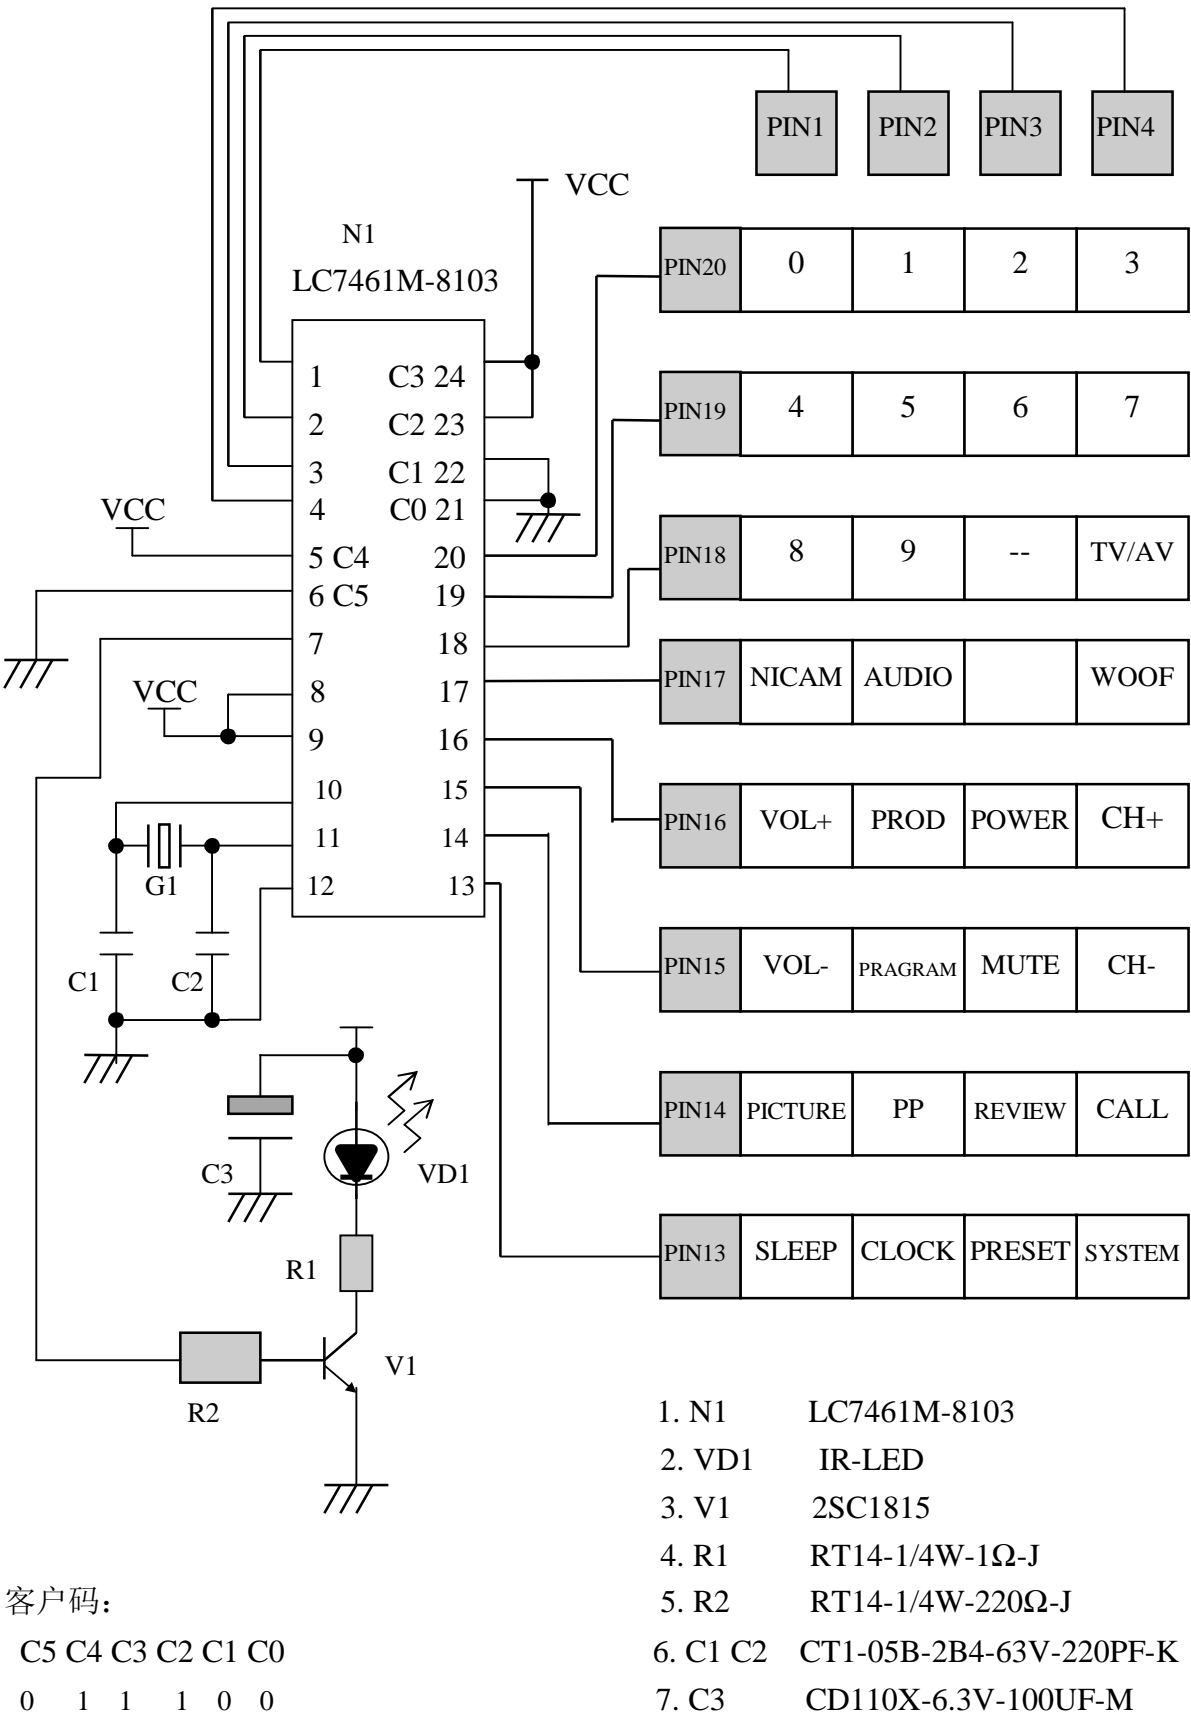 PIN1 PIN2 PIN3 PIN4
VCC
N1
LC7461M-8103
PIN20 0 1 2 3
1 C3 24
PIN19 4 5 6 7
2 C2 23
3 C1 22
4 C0 21
VCC
5 C4 20
PIN18 8 9 -- TV/AV
6 C5 19
7 18
PIN17 NICAM AUDIO WOOF
VCC
8 17
9 16
10 15
PIN16 VOL+ PROD POWER CH+
11 14
G1
12 13
PIN15 VOL- PRAGRAM MUTE CH-
C1 C2
PIN14 PICTURE PP REVIEW CALL
C3 VD1
PIN13 SLEEP CLOCK PRESET SYSTEM
R1
V1
R2
1. N1 LC7461M-8103
2. VD1 IR-LED
3. V1 2SC1815
4. R1 RT14-1/4W-1Ω-J
5. R2 RT14-1/4W-220Ω-J
6. C1 C2 CT1-05B-2B4-63V-220PF-K
7. C3 CD110X-6.3V-100UF-M
客户码：
C5 C4 C3 C2 C1 C0
0 1 1 1 0 0